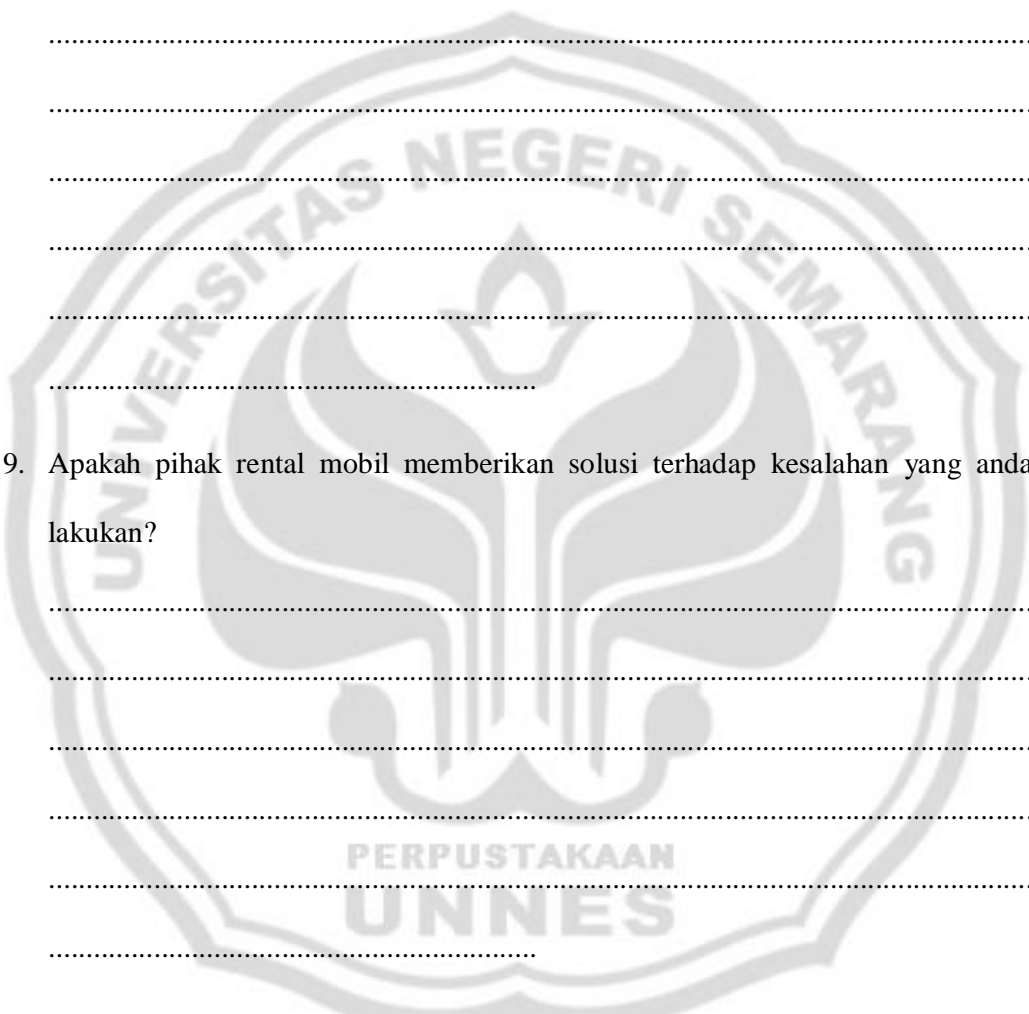 ................................................................................................................................
................................................................................................................................
................................................................................................................................
................................................................................................................................
................................................................................................................................
................................................................
9. Apakah pihak rental mobil memberikan solusi terhadap kesalahan yang anda
lakukan?
................................................................................................................................
................................................................................................................................
................................................................................................................................
................................................................................................................................
................................................................................................................................
................................................................
UNIVERSITAS NEGERI SEMARANG
PERPUSTAKAAN
UNNES